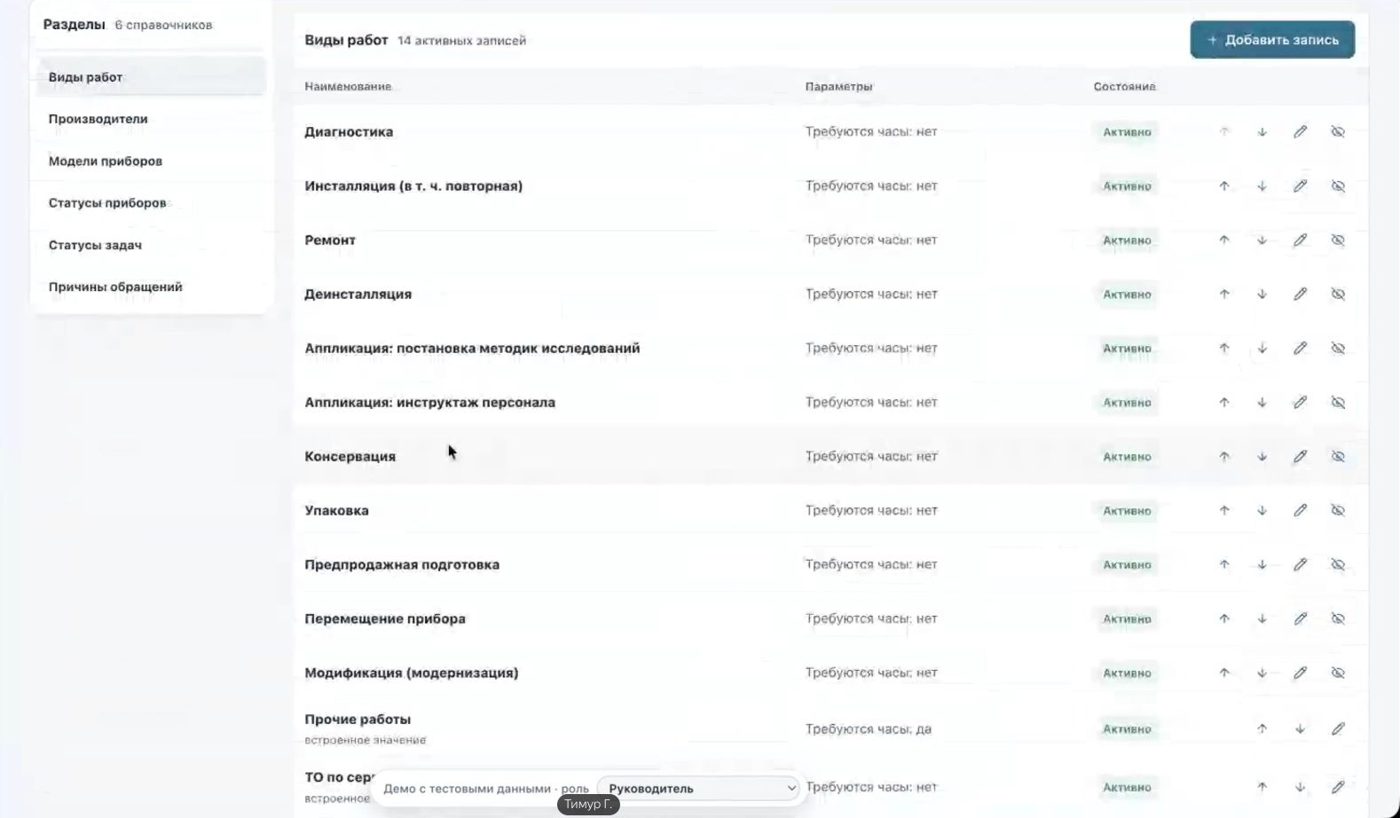 Разделы 6 справочников
Виды работ
Производители
Модели приборов
Статусы приборов
Статусы задач
Причины обращений
Виды работ 14 активных записей
+ Добавить запись
Наименование Параметры Состояние
Диагностика Требуются часы: нет Активно
Инсталляция (в т. ч. повторная) Требуются часы: нет Активно
Ремонт Требуются часы: нет Активно
Деинсталляция Требуются часы: нет Активно
Аппликация: постановка методик исследований Требуются часы: нет Активно
Аппликация: инструктаж персонала Требуются часы: нет Активно
Консервация Требуются часы: нет Активно
Упаковка Требуются часы: нет Активно
Предпродажная подготовка Требуются часы: нет Активно
Перемещение прибора Требуются часы: нет Активно
Модификация (модернизация) Требуются часы: нет Активно
Прочие работы Требуются часы: да Активно
встроенное значение
ТО по Требуются часы: нет Активно
встроенное
Демо с тестовыми данными · роль Руководитель
Тимур Г.